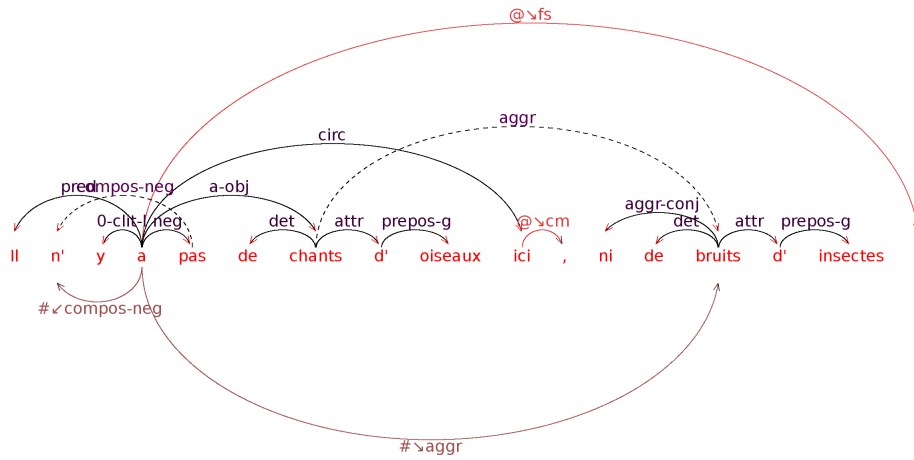 @↘fs
aggr
circ
pred compos-neg a-obj
aggr-conj
0-clit-l neg det attr prepos-g @↘cm det attr prepos-g
Il n' y a pas de chants d' oiseaux ici , ni de bruits d' insectes
#↙compos-neg
#↘aggr